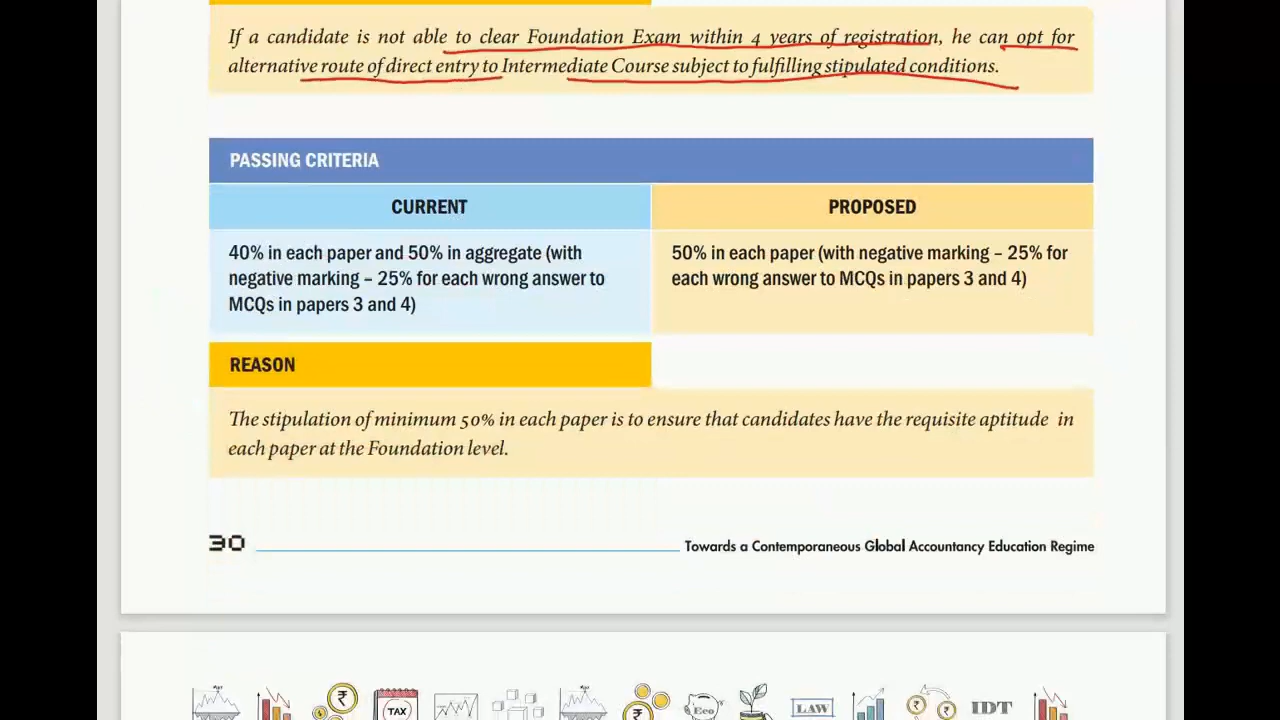 If a candidate is not able to clear Foundation Exam within 4 years of registration, he can opt for
alternative route of direct entry to Intermediate Course subject to fulfilling stipulated conditions.
PASSING CRITERIA
CURRENT
PROPOSED
40% in each paper and 50% in aggregate (with
negative marking – 25% for each wrong answer to
MCQs in papers 3 and 4)
50% in each paper (with negative marking – 25% for
each wrong answer to MCQs in papers 3 and 4)
REASON
The stipulation of minimum 50% in each paper is to ensure that candidates have the requisite aptitude in
each paper at the Foundation level.
30
Towards a Contemporaneous Global Accountancy Education Regime
₹
TAX
₹
Eco
LAW
₹ ₹
IDT